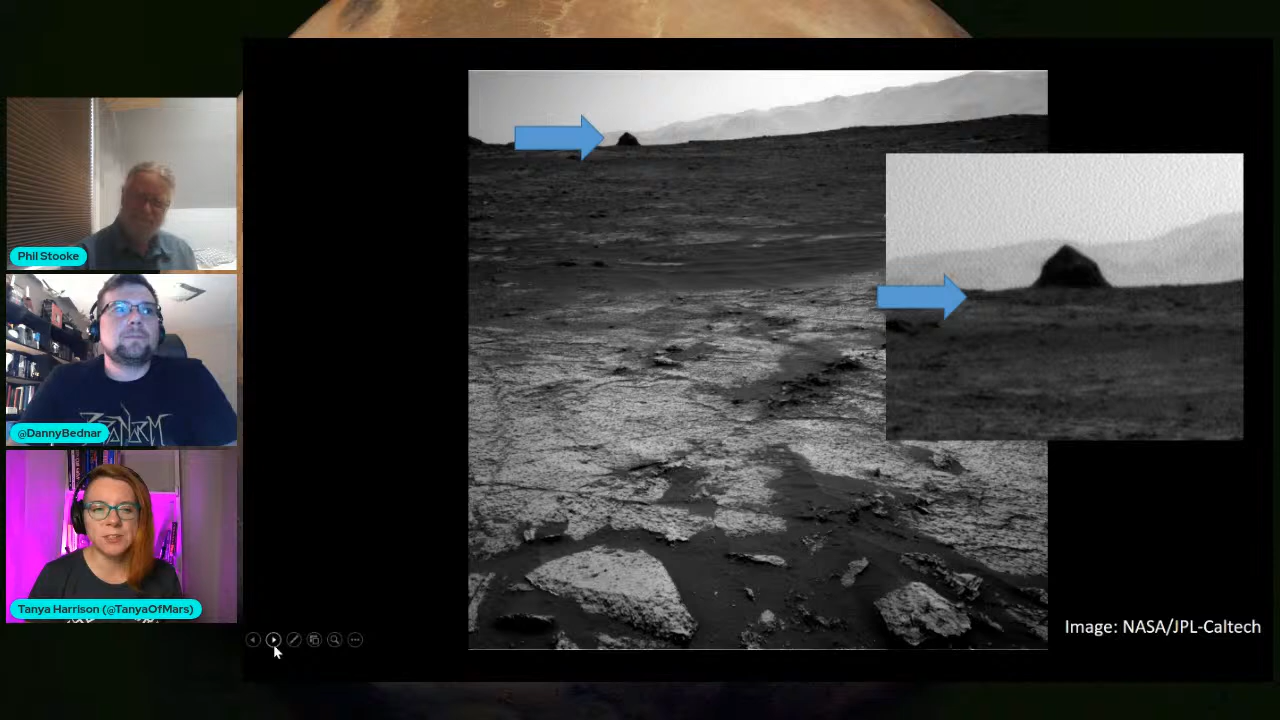 Phil Stooke
@DannyBednar
Tanya Harrison (@TanyaOfMars)
Image: NASA/JPL-Caltech